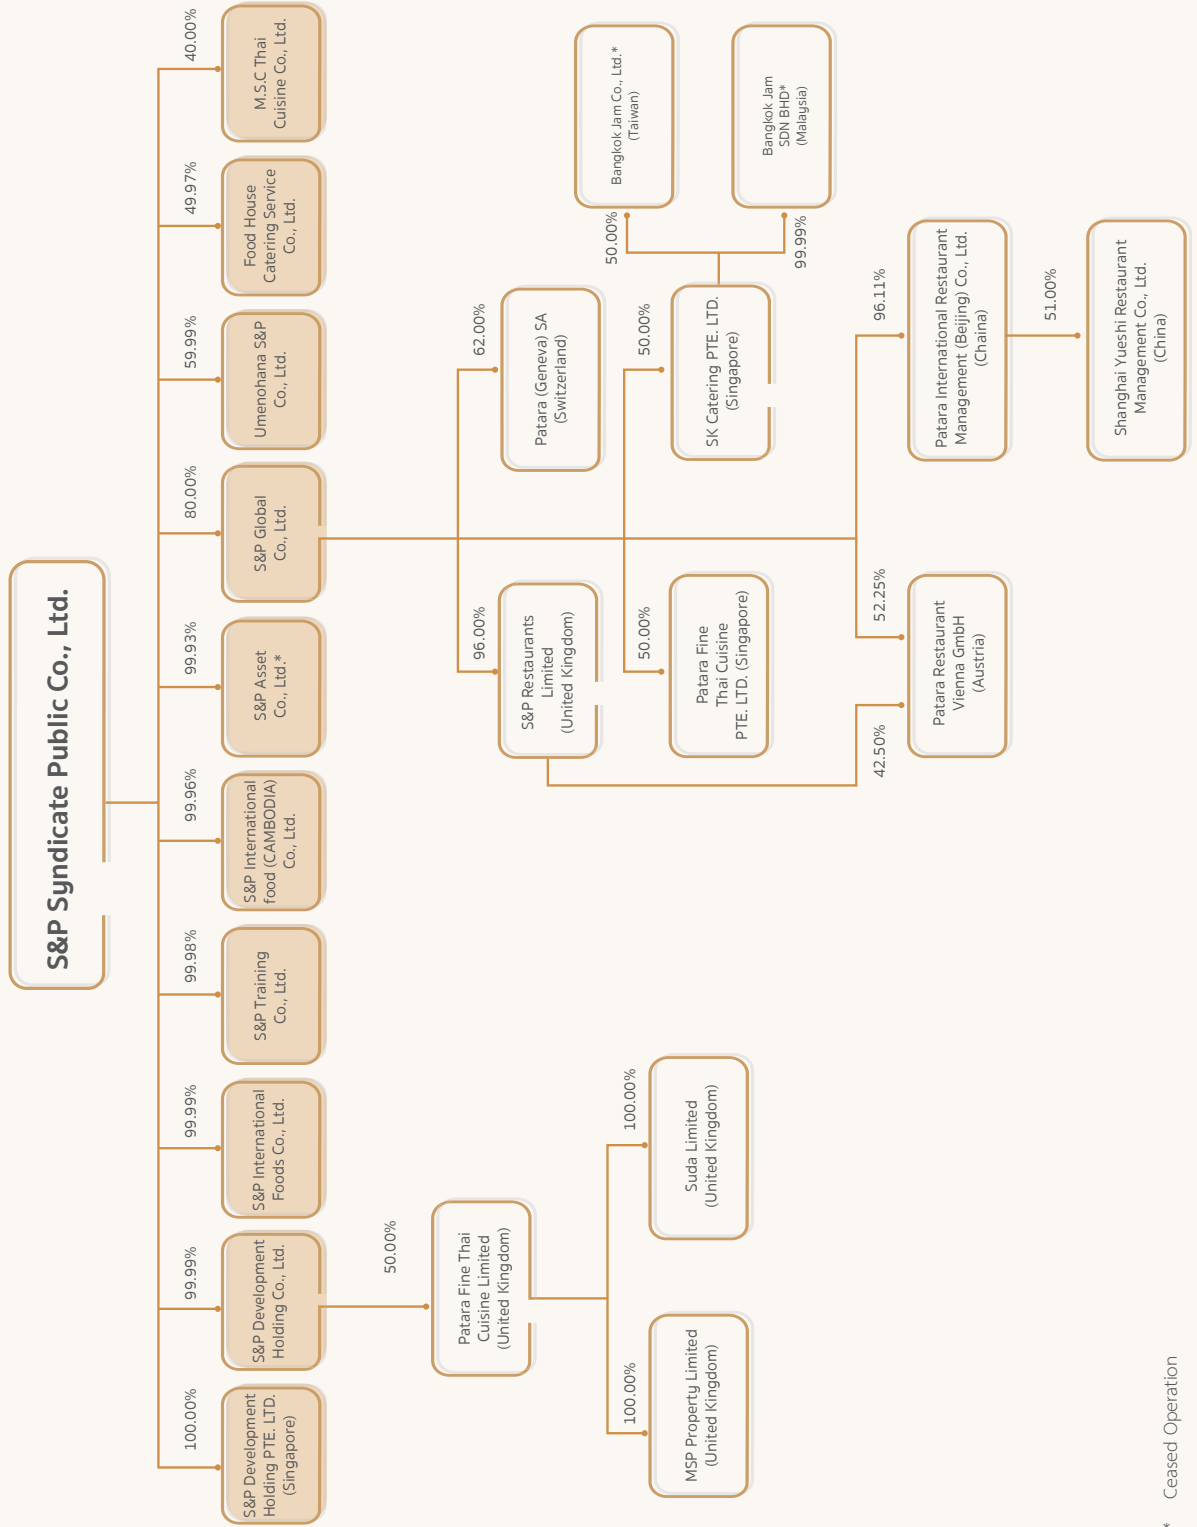 S&P Syndicate Public Co., Ltd.
100.00%
99.99%
99.99%
99.98%
99.96%
99.93%
80.00%
59.99%
49.97%
40.00%
S&P Development
Holding PTE. LTD.
(Singapore)
S&P Development
Holding Co., Ltd.
S&P International
Foods Co., Ltd.
S&P Training
Co., Ltd.
S&P International
food (CAMBODIA)
Co., Ltd.
S&P Asset
Co., Ltd.*
S&P Global
Co., Ltd.
Umenohana S&P
Co., Ltd.
Food House
Catering Service
Co., Ltd.
M.S.C Thai
Cuisine Co., Ltd.
50.00%
Patara Fine Thai
Cuisine Limited
(United Kingdom)
100.00%
100.00%
MSP Property Limited
(United Kingdom)
Suda Limited
(United Kingdom)
96.00%
62.00%
S&P Restaurants
Limited
(United Kingdom)
Patara (Geneva) SA
(Switzerland)
50.00%
50.00%
Patara Fine
Thai Cuisine
PTE. LTD. (Singapore)
SK Catering PTE. LTD.
(Singapore)
50.00%
Bangkok Jam Co., Ltd.*
(Taiwan)
99.99%
Bangkok Jam
SDN BHD*
(Malaysia)
42.50%
52.25%
96.11%
Patara Restaurant
Vienna GmbH
(Austria)
Patara International Restaurant
Management (Beijing) Co., Ltd.
(Chaina)
51.00%
Shanghai Yueshi Restaurant
Management Co., Ltd.
(China)
* Ceased Operation